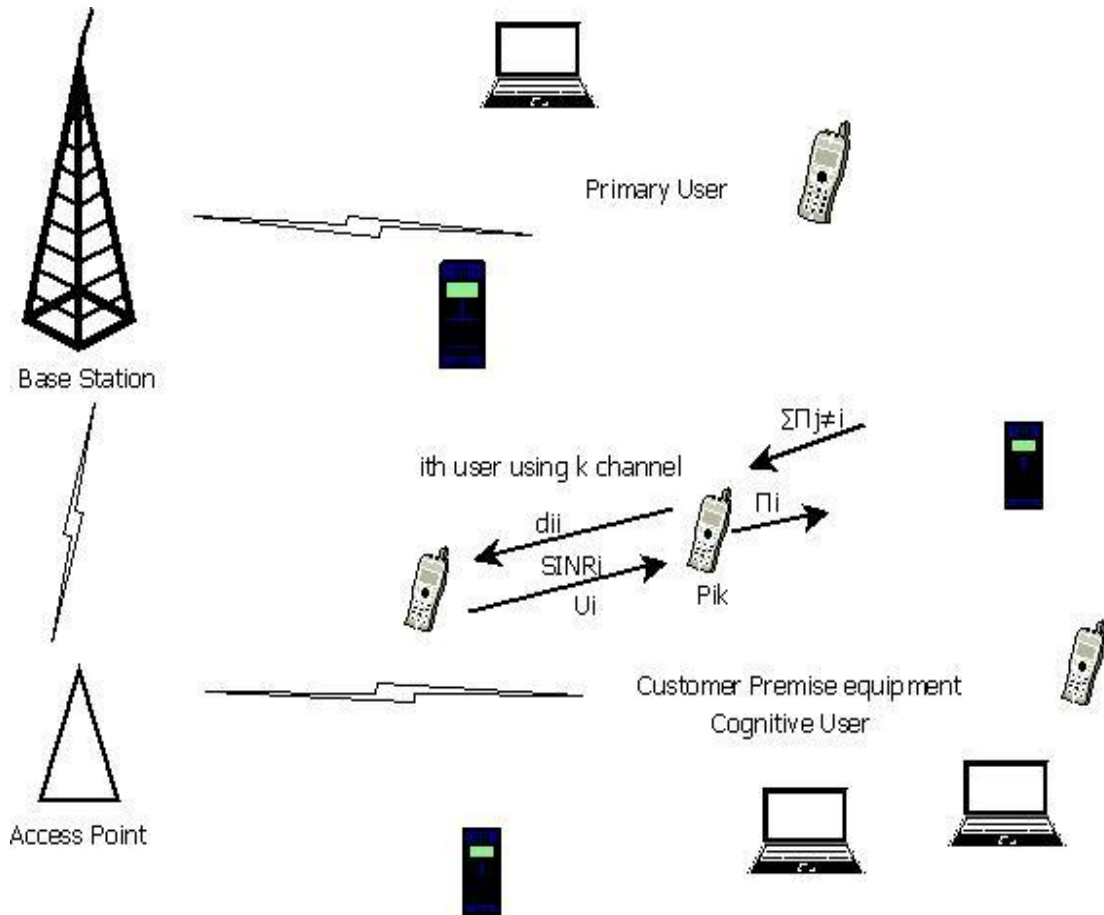 Primary User
Base Station
ΣΠj≠i
ith user using k channel
Πi
dii
SINRi
Ui
Pik
Customer Premise equipment
Cognitive User
Access Point